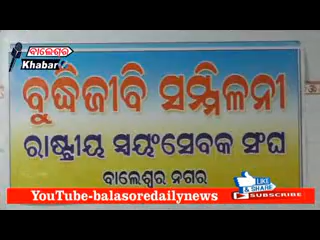 ବାଲେଶ୍ୱର
Khabar
ବୁଦ୍ଧିଜୀବି ସମ୍ମିଳନୀ
ରାଷ୍ଟ୍ରୀୟ ସ୍ୱୟଂସେବକ ସଂଘ
ବାଲେଶ୍ୱର ନଗର
YouTube-balasoredailynews
LIKE
& SHARE
SUBSCRIBE